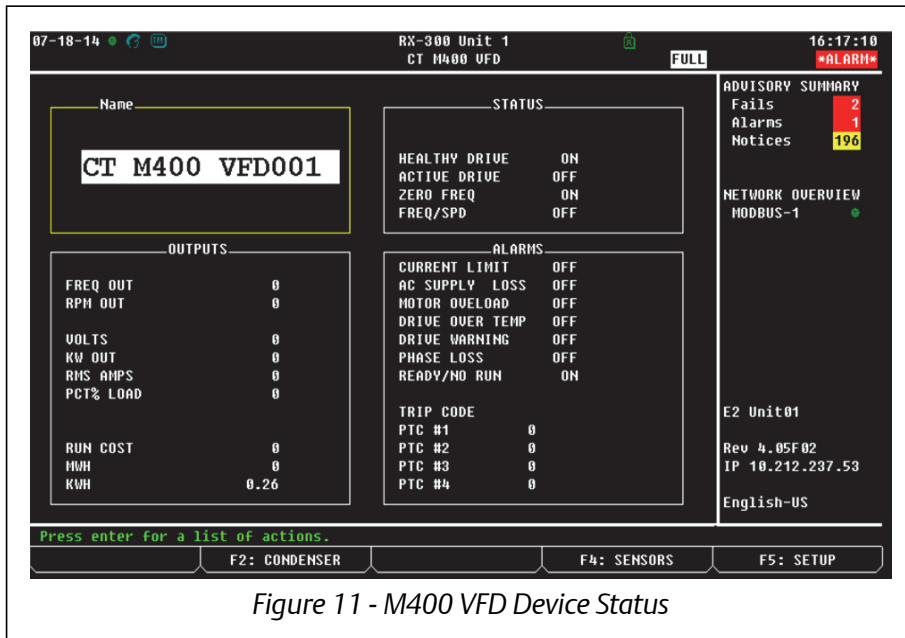 07-18-14 RX-300 Unit 1 16:17:10
CT M400 VFD FULL *ALARM*
Name
CT M400 VFD001
STATUS
HEALTHY DRIVE ON
ACTIVE DRIVE OFF
ZERO FREQ ON
FREQ/SPD OFF
OUTPUTS
FREQ OUT 0
RPM OUT 0
VOLTS 0
KW OUT 0
RMS AMPS 0
PCT% LOAD 0
RUN COST 0
MWH 0
KWH 0.26
ALARMS
CURRENT LIMIT OFF
AC SUPPLY LOSS OFF
MOTOR OVELOAD OFF
DRIVE OVER TEMP OFF
DRIVE WARNING OFF
PHASE LOSS OFF
READY/NO RUN ON
TRIP CODE
PTC #1 0
PTC #2 0
PTC #3 0
PTC #4 0
ADVISORY SUMMARY
Fails 2
Alarms 1
Notices 196
NETWORK OVERVIEW
MODBUS-1
E2 Unit01
Rev 4.05F02
IP 10.212.237.53
English-US
Press enter for a list of actions.
F2: CONDENSER F4: SENSORS F5: SETUP
Figure 11 - M400 VFD Device Status